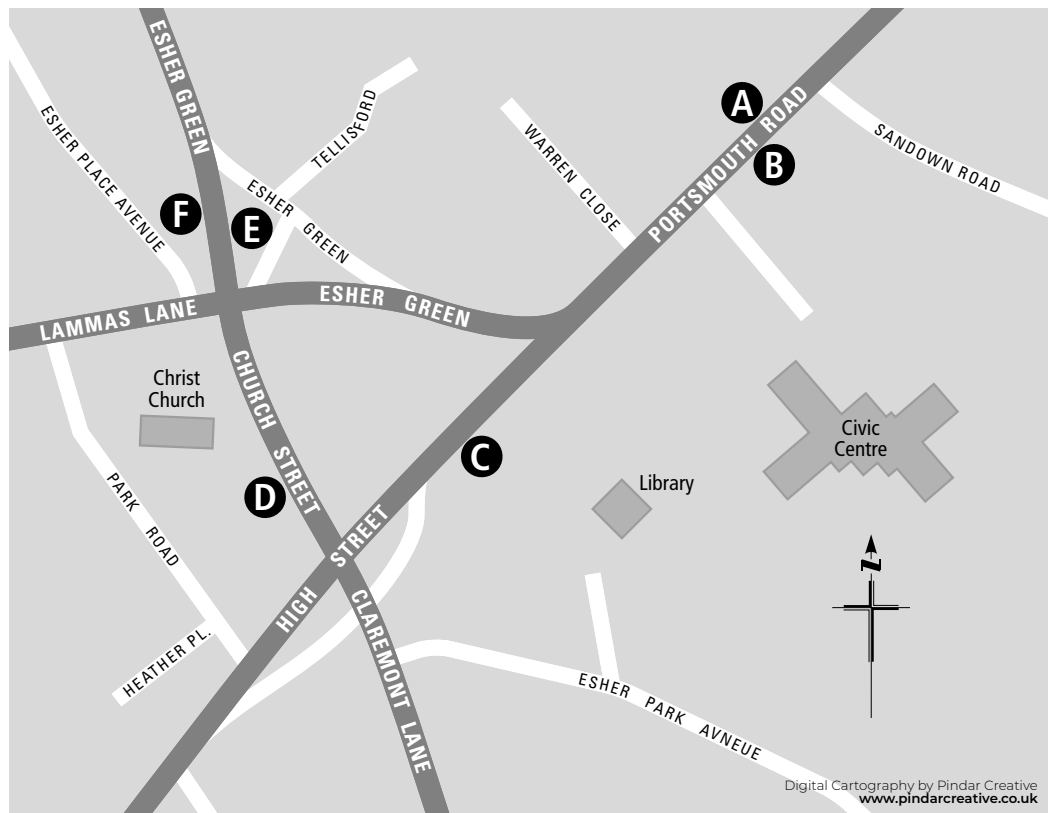 ESHER GREEN
ESHER PLACE AVENUE
TELLISFORD
A
PORTSMOUTH ROAD
B
SANDOWN ROAD
WARREN CLOSE
ESHER GREEN
F
E
LAMMAS LANE
ESHER GREEN
Christ
Church
CHURCH STREET
C
Civic
Centre
D
Library
PARK ROAD
HIGH STREET
N
CLAREMONT LANE
HEATHER PL.
ESHER PARK AVNEUE
Digital Cartography by Pindar Creative
www.pindarcreative.co.uk